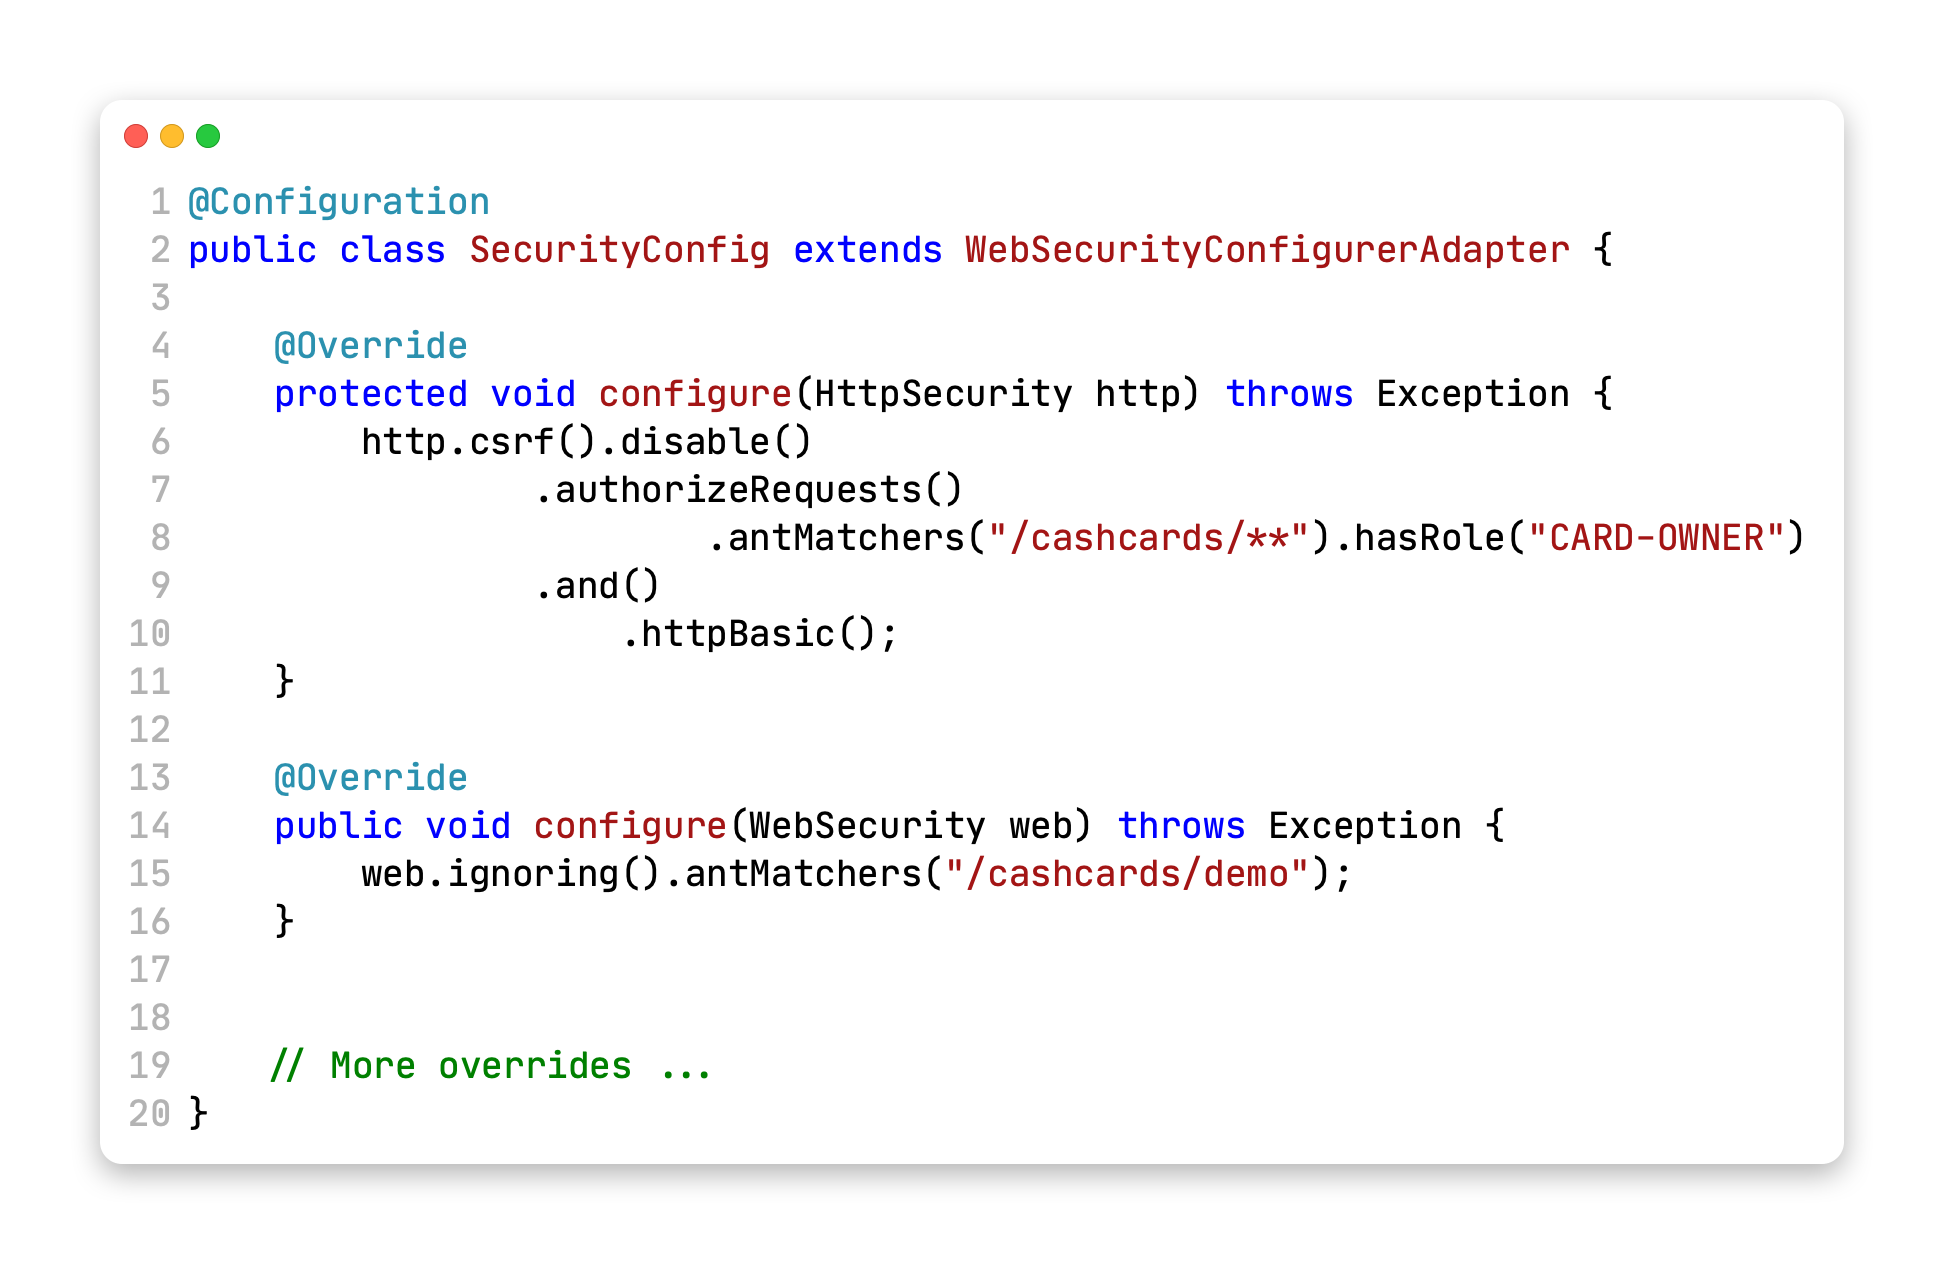 1 @Configuration
2 public class SecurityConfig extends WebSecurityConfigurerAdapter {
3
4     @Override
5     protected void configure(HttpSecurity http) throws Exception {
6         http.csrf().disable()
7                 .authorizeRequests()
8                         .antMatchers("/cashcards/**").hasRole("CARD-OWNER")
9                 .and()
10                     .httpBasic();
11     }
12
13     @Override
14     public void configure(WebSecurity web) throws Exception {
15         web.ignoring().antMatchers("/cashcards/demo");
16     }
17
18
19     // More overrides ...
20 }